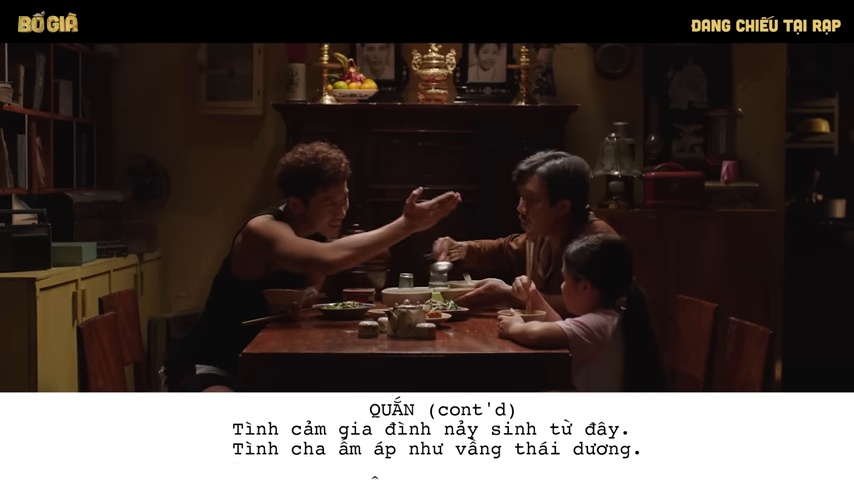 BỐ GIÀ
ĐANG CHIẾU TẠI RẠP
QUẮN (cont'd)
Tình cảm gia đình nảy sinh từ đây.
Tình cha ấm áp như vầng thái dương.